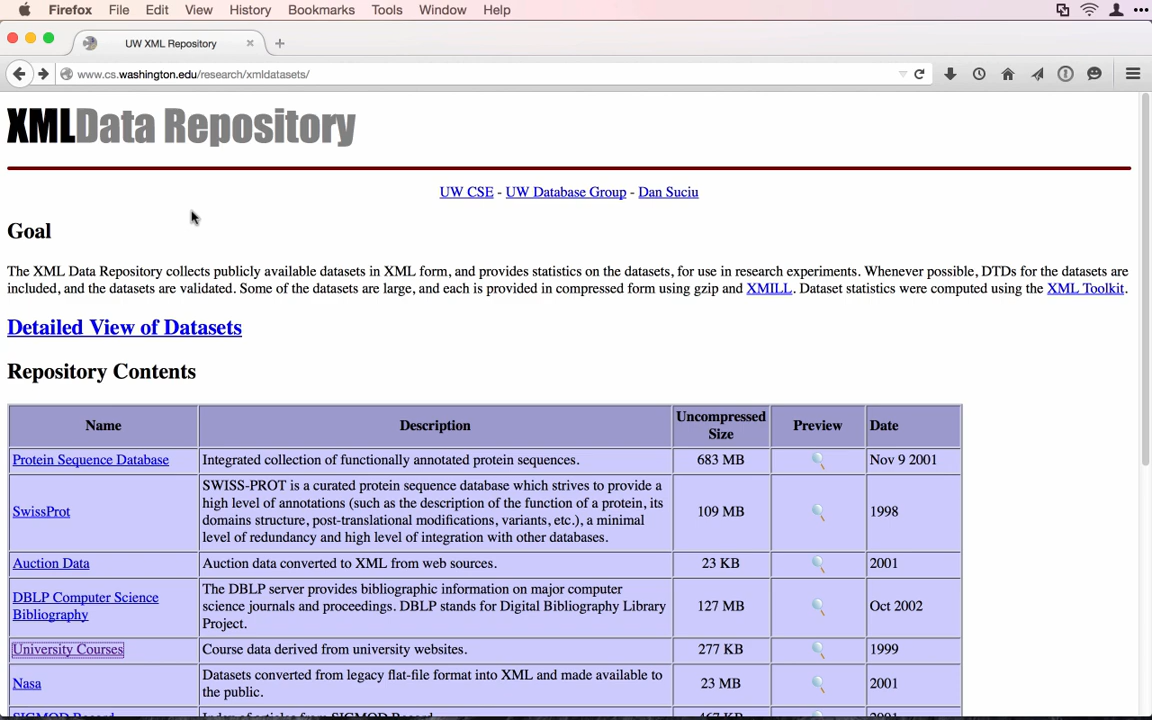 Firefox File Edit View History Bookmarks Tools Window Help
UW XML Repository
www.cs.washington.edu/research/xmldatasets/
XMLData Repository
UW CSE - UW Database Group - Dan Suciu
Goal
The XML Data Repository collects publicly available datasets in XML form, and provides statistics on the datasets, for use in research experiments. Whenever possible, DTDs for the datasets are
included, and the datasets are validated. Some of the datasets are large, and each is provided in compressed form using gzip and XMILL. Dataset statistics were computed using the XML Toolkit.
Detailed View of Datasets
Repository Contents
Name Description Uncompressed Size Preview Date
Protein Sequence Database Integrated collection of functionally annotated protein sequences. 683 MB Nov 9 2001
SWISS-PROT is a curated protein sequence database which strives to provide a
high level of annotations (such as the description of the function of a protein, its
SwissProt 109 MB 1998
domains structure, post-translational modifications, variants, etc.), a minimal
level of redundancy and high level of integration with other databases.
Auction Data Auction data converted to XML from web sources. 23 KB 2001
The DBLP server provides bibliographic information on major computer
DBLP Computer Science
Bibliography
science journals and proceedings. DBLP stands for Digital Bibliography Library 127 MB Oct 2002
Project.
University Courses Course data derived from university websites. 277 KB 1999
Datasets converted from legacy flat-file format into XML and made available to
Nasa 23 MB 2001
the public.
SIGMOD Record Index of articles from SIGMOD Record 467 KB 2001